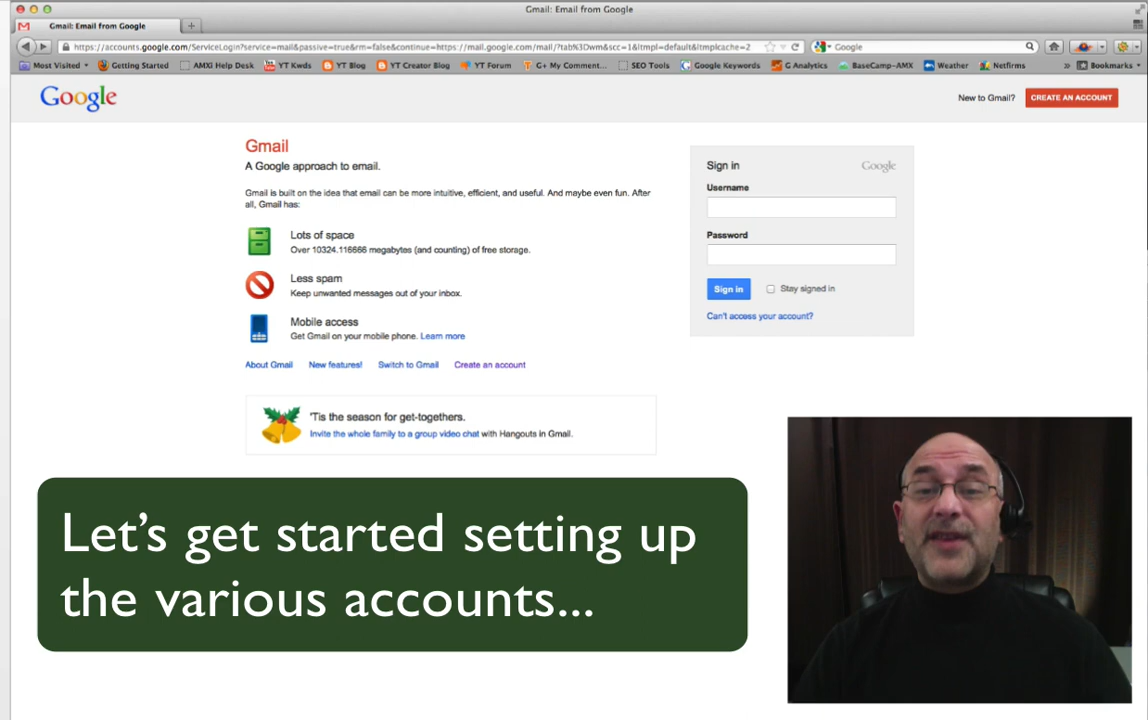 Gmail: Email from Google
Gmail: Email from Google
https://accounts.google.com/ServiceLogin?service=mail&passive=true&rm=false&continue=https://mail.google.com/mail/?tab%3Dwm&scc=1&ltmpl=default&ltmplcache=2
Google
Most Visited
Getting Started
AMXi Help Desk
YT Kwds
YT Blog
YT Creator Blog
YT Forum
G+ My Comment...
SEO Tools
Google Keywords
G Analytics
BaseCamp-AMX
Weather
Netfirms
Bookmarks
Google
New to Gmail?
CREATE AN ACCOUNT
Gmail
A Google approach to email.
Gmail is built on the idea that email can be more intuitive, efficient, and useful. And maybe even fun. After
all, Gmail has:
Lots of space
Over 10324.116666 megabytes (and counting) of free storage.
Less spam
Keep unwanted messages out of your inbox.
Mobile access
Get Gmail on your mobile phone. Learn more
About Gmail
New features!
Switch to Gmail
Create an account
'Tis the season for get-togethers.
Invite the whole family to a group video chat with Hangouts in Gmail.
Sign in
Google
Username
Password
Sign in
Stay signed in
Can't access your account?
Let's get started setting up
the various accounts...